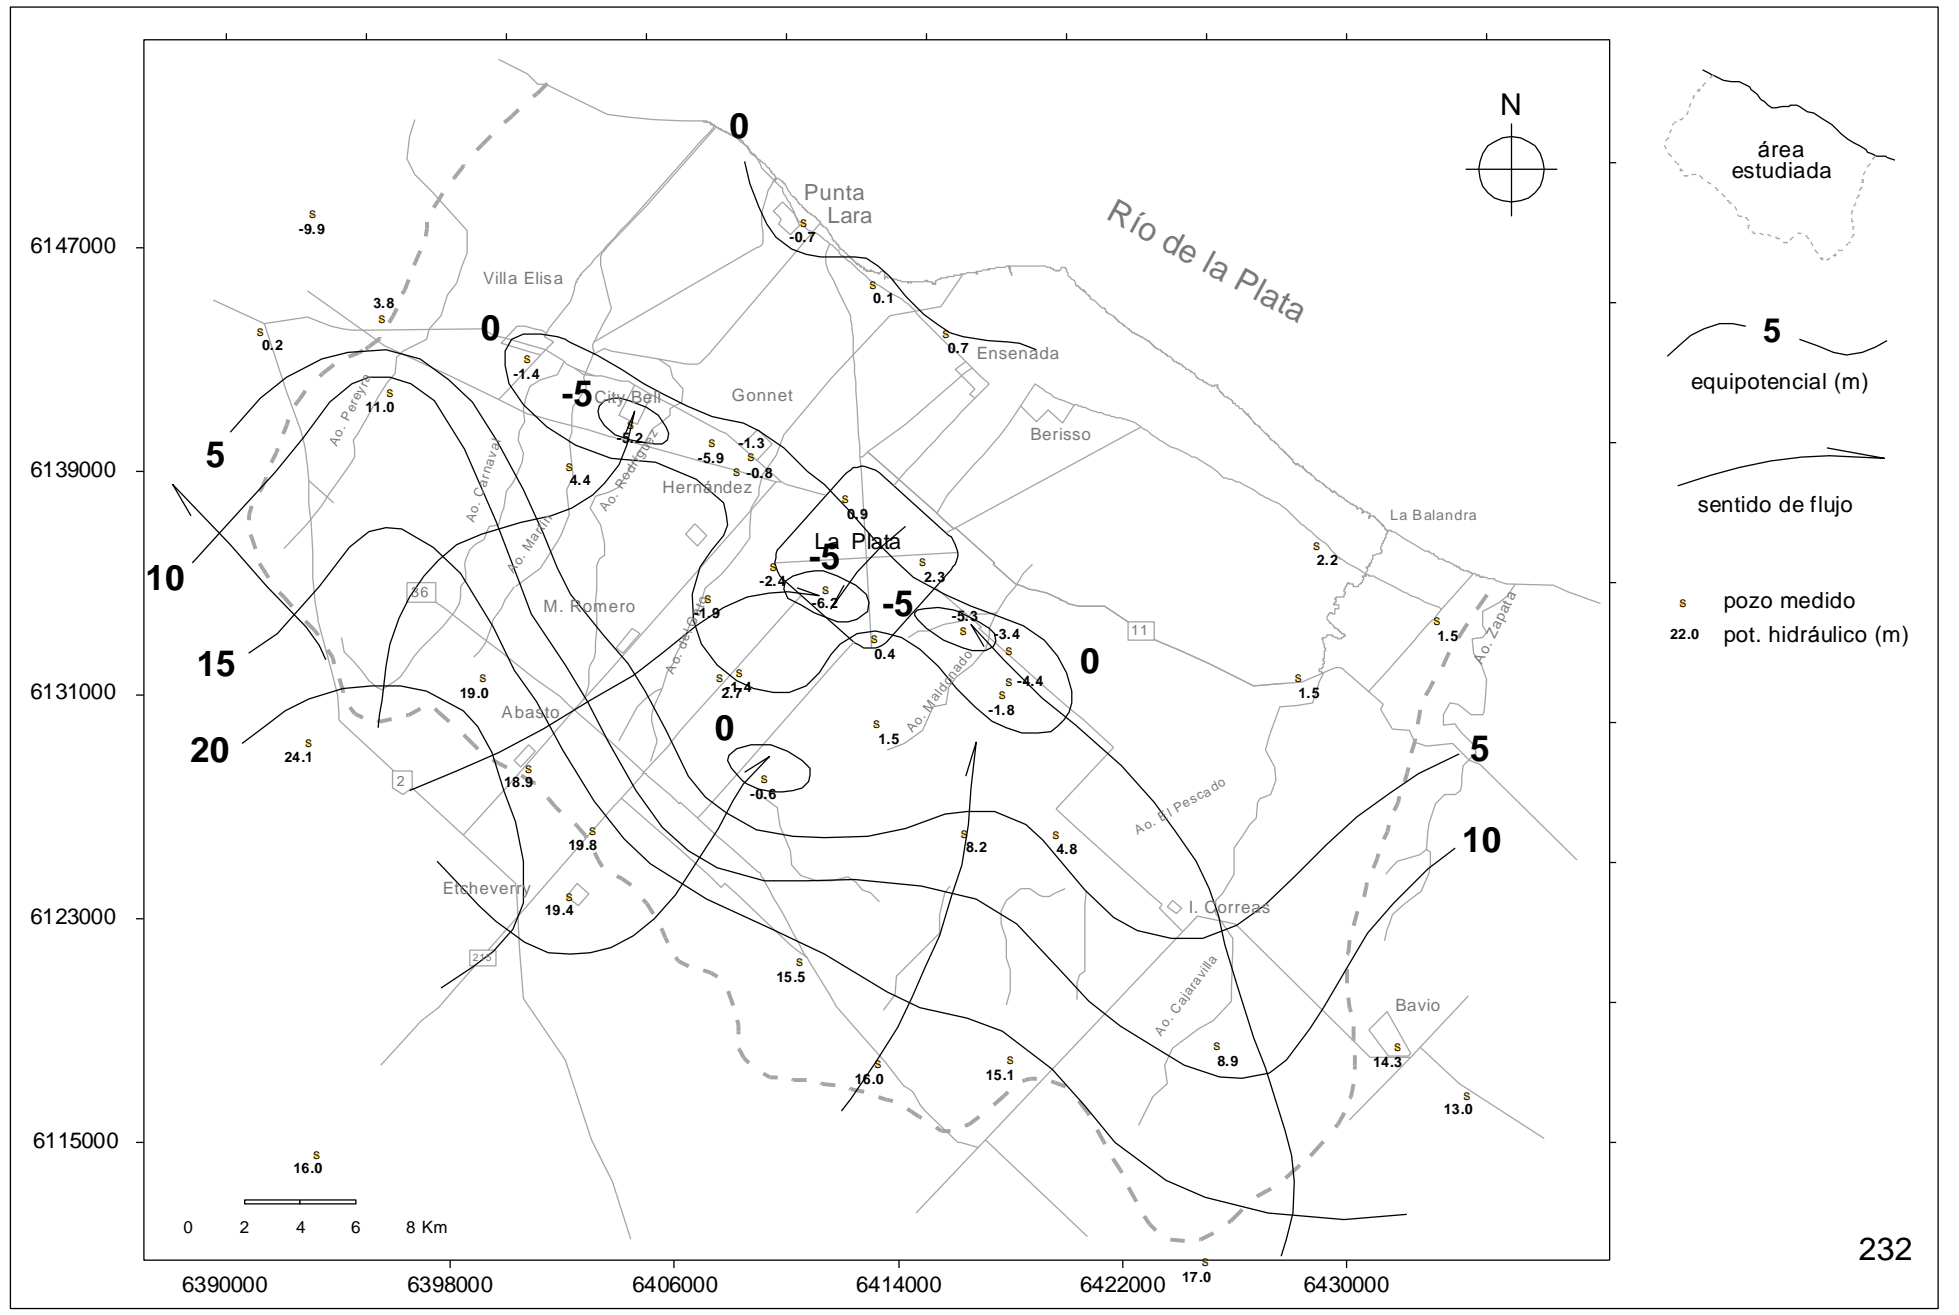 0
N
Punta
Lara
Río de la Plata
área
estudiada
-9.9
-0.7
6147000
Villa Elisa
3.8
0.1
0
0.2
0.7
Ensenada
5
equipotencial (m)
-1.4
-5
City Bell
Gonnet
11.0
Ao. Pereyra
Berisso
-5.2
-1.3
5
-5.9
6139000
-0.8
4.4
Hernández
Ao. Carnaval
Ao. Rodríguez
sentido de flujo
0.9
La Balandra
Ao. Martín
La Plata
-5
2.2
10
-2.4
2.3
36
M. Romero
-1.9
-6.2
-5
-5.3
-3.4
11
1.5
Ao. Zapata
pozo medido
22.0 pot. hidráulico (m)
Ao. del Gato
0.4
0
15
6131000
19.0
2.7
-1.4
-4.4
1.5
Ao. Maldonado
-1.8
Abasto
0
1.5
20
24.1
5
2
18.9
-0.6
Ao. El Pescado
19.8
8.2
4.8
10
Etcheverry
19.4
I. Correas
6123000
215
15.5
Ao. Cajaravilla
Bavio
16.0
15.1
8.9
14.3
13.0
6115000
16.0
0 2 4 6 8 Km
232
17.0
6390000 6398000 6406000 6414000 6422000 6430000